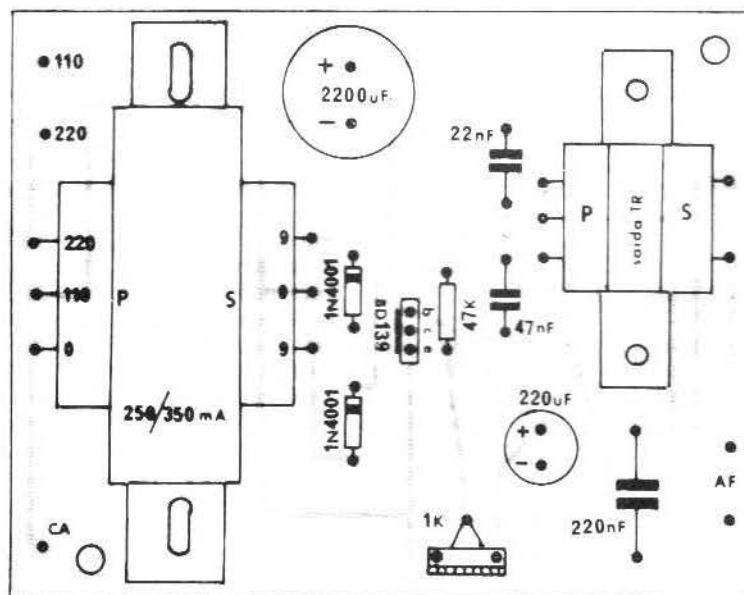 110
220
220
110
0
P
S
9
0
9
250/350 mA
CA
+
2200uF
−
1N4001
1N4001
BD139
b
c
e
47K
22nF
47nF
P
saída TR
S
220uF
+
−
1K
220nF
AF